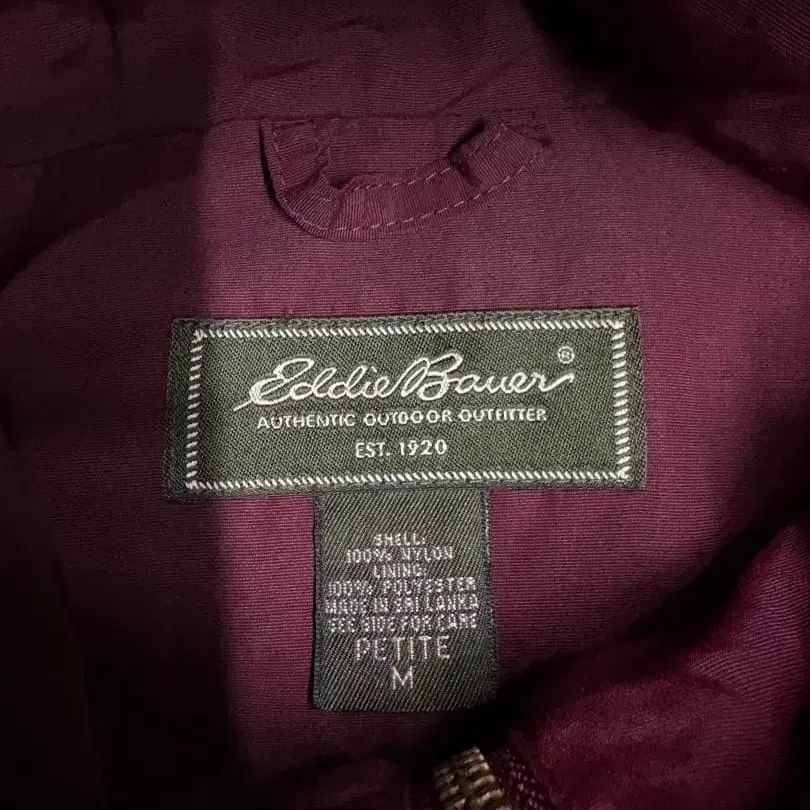 Eddie Bauer®
AUTHENTIC OUTDOOR OUTFITTER
EST. 1920
SHELL:
100% NYLON
LINING:
100% POLYESTER
MADE IN SRI LANKA
SEE SIDE FOR CARE
PETITE
M